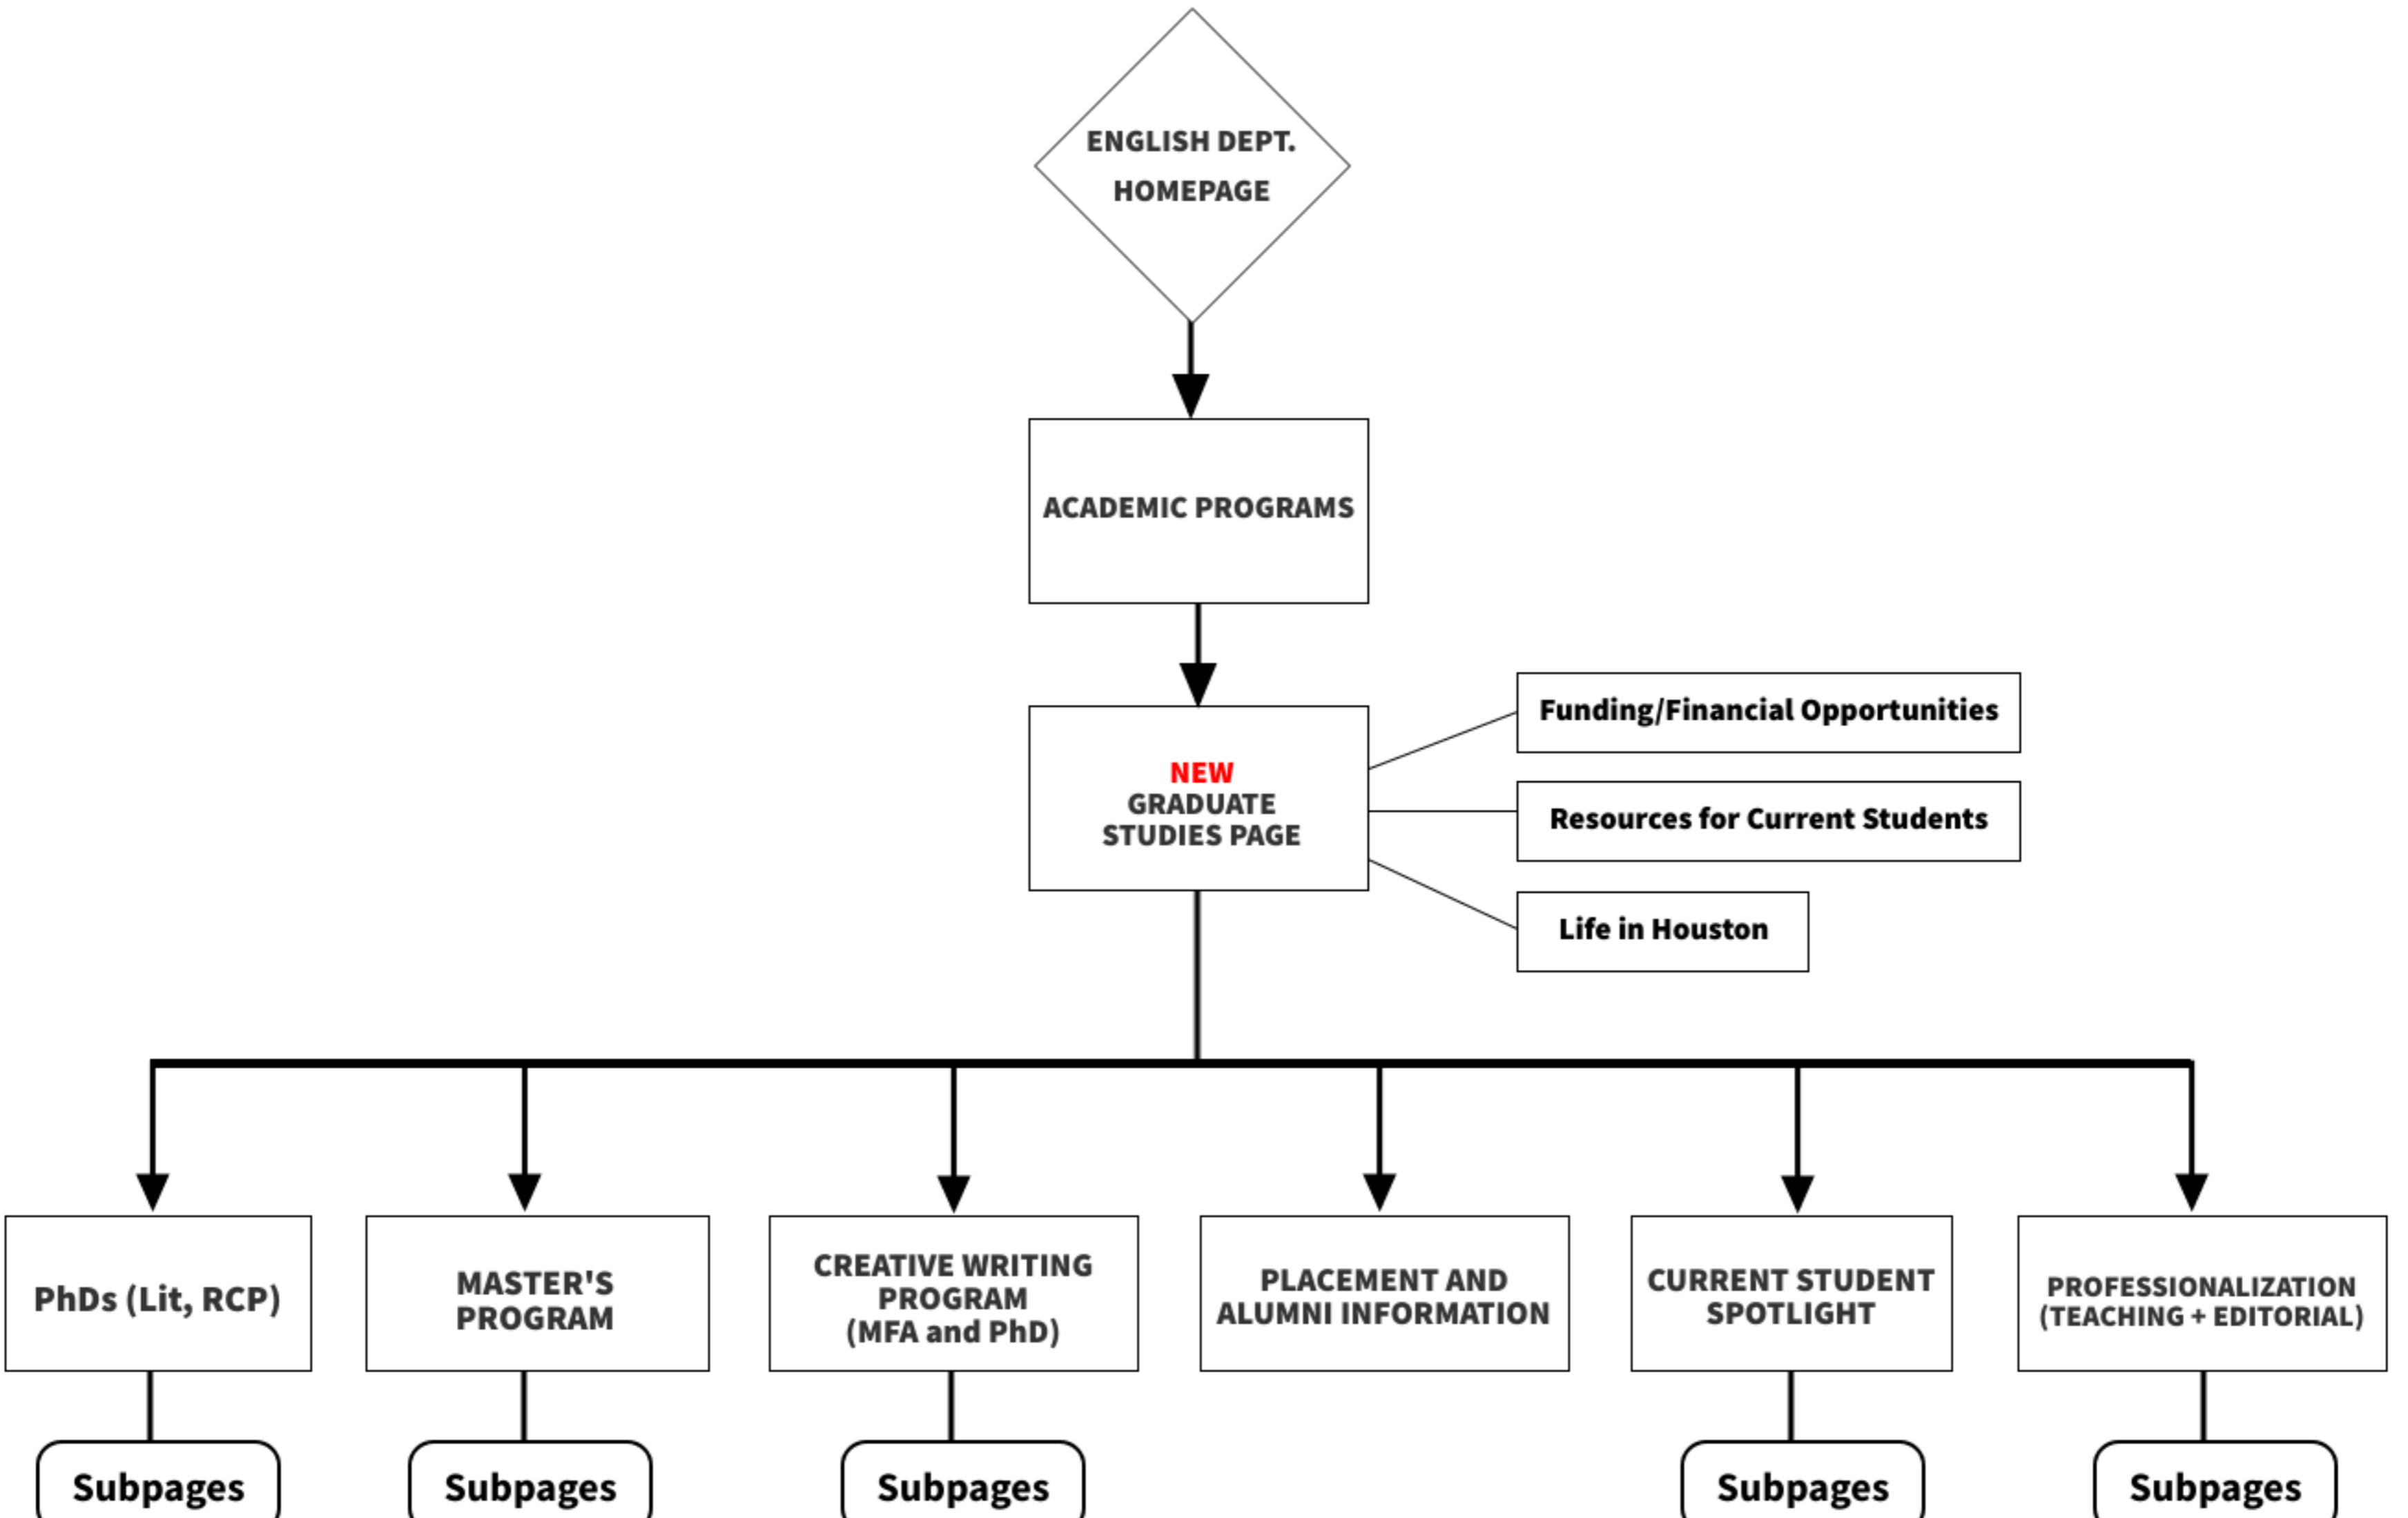 ENGLISH DEPT.
HOMEPAGE
ACADEMIC PROGRAMS
NEW
GRADUATE
STUDIES PAGE
Funding/Financial Opportunities
Resources for Current Students
Life in Houston
PhDs (Lit, RCP)
MASTER'S
PROGRAM
CREATIVE WRITING
PROGRAM
(MFA and PhD)
PLACEMENT AND
ALUMNI INFORMATION
CURRENT STUDENT
SPOTLIGHT
PROFESSIONALIZATION
(TEACHING + EDITORIAL)
Subpages
Subpages
Subpages
Subpages
Subpages